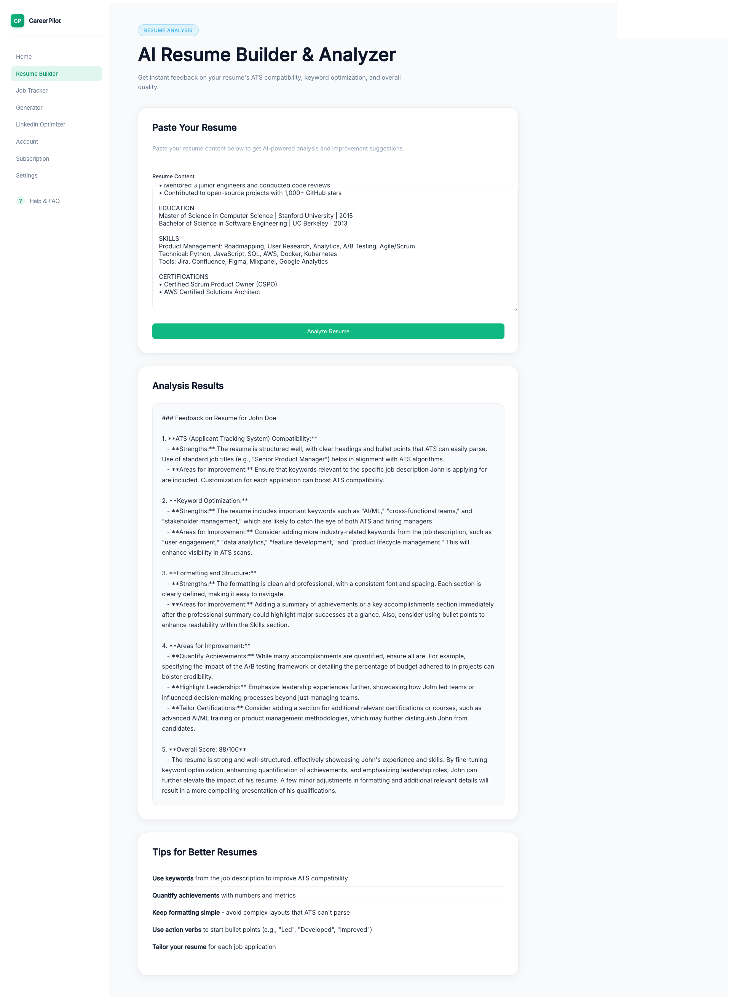 CP CareerPilot
Home
Resume Builder
Job Tracker
Generator
LinkedIn Optimizer
Account
Subscription
Settings
? Help & FAQ
RESUME ANALYSIS
AI Resume Builder & Analyzer
Get instant feedback on your resume's ATS compatibility, keyword optimization, and overall
quality.
Paste Your Resume
Paste your resume content below to get AI-powered analysis and improvement suggestions.
Resume Content
• Mentored 3 junior engineers and conducted code reviews
• Contributed to open-source projects with 1,000+ GitHub stars
EDUCATION
Master of Science in Computer Science | Stanford University | 2015
Bachelor of Science in Software Engineering | UC Berkeley | 2013
SKILLS
Product Management: Roadmapping, User Research, Analytics, A/B Testing, Agile/Scrum
Technical: Python, JavaScript, SQL, AWS, Docker, Kubernetes
Tools: Jira, Confluence, Figma, Mixpanel, Google Analytics
CERTIFICATIONS
• Certified Scrum Product Owner (CSPO)
• AWS Certified Solutions Architect
Analyze Resume
Analysis Results
### Feedback on Resume for John Doe
1. **ATS (Applicant Tracking System) Compatibility:**
- **Strengths:** The resume is structured well, with clear headings and bullet points that ATS can easily parse.
Use of standard job titles (e.g., "Senior Product Manager") helps in alignment with ATS algorithms.
- **Areas for Improvement:** Ensure that keywords relevant to the specific job description John is applying for
are included. Customization for each application can boost ATS compatibility.
2. **Keyword Optimization:**
- **Strengths:** The resume includes important keywords such as "AI/ML," "cross-functional teams," and
"stakeholder management," which are likely to catch the eye of both ATS and hiring managers.
- **Areas for Improvement:** Consider adding more industry-related keywords from the job description, such as
"user engagement," "data analytics," "feature development," and "product lifecycle management." This will
enhance visibility in ATS scans.
3. **Formatting and Structure:**
- **Strengths:** The formatting is clean and professional, with a consistent font and spacing. Each section is
clearly defined, making it easy to navigate.
- **Areas for Improvement:** Adding a summary of achievements or a key accomplishments section immediately
after the professional summary could highlight major successes at a glance. Also, consider using bullet points to
enhance readability within the Skills section.
4. **Areas for Improvement:**
- **Quantify Achievements:** While many accomplishments are quantified, ensure all are. For example,
specifying the impact of the A/B testing framework or detailing the percentage of budget adhered to in projects can
bolster credibility.
- **Highlight Leadership:** Emphasize leadership experiences further, showcasing how John led teams or
influenced decision-making processes beyond just managing teams.
- **Tailor Certifications:** Consider adding a section for additional relevant certifications or courses, such as
advanced AI/ML training or product management methodologies, which may further distinguish John from
candidates.
5. **Overall Score: 88/100**
- The resume is strong and well-structured, effectively showcasing John's experience and skills. By fine-tuning
keyword optimization, enhancing quantification of achievements, and emphasizing leadership roles, John can
further elevate the impact of his resume. A few minor adjustments in formatting and additional relevant details will
result in a more compelling presentation of his qualifications.
Tips for Better Resumes
Use keywords from the job description to improve ATS compatibility
Quantify achievements with numbers and metrics
Keep formatting simple - avoid complex layouts that ATS can't parse
Use action verbs to start bullet points (e.g., "Led", "Developed", "Improved")
Tailor your resume for each job application